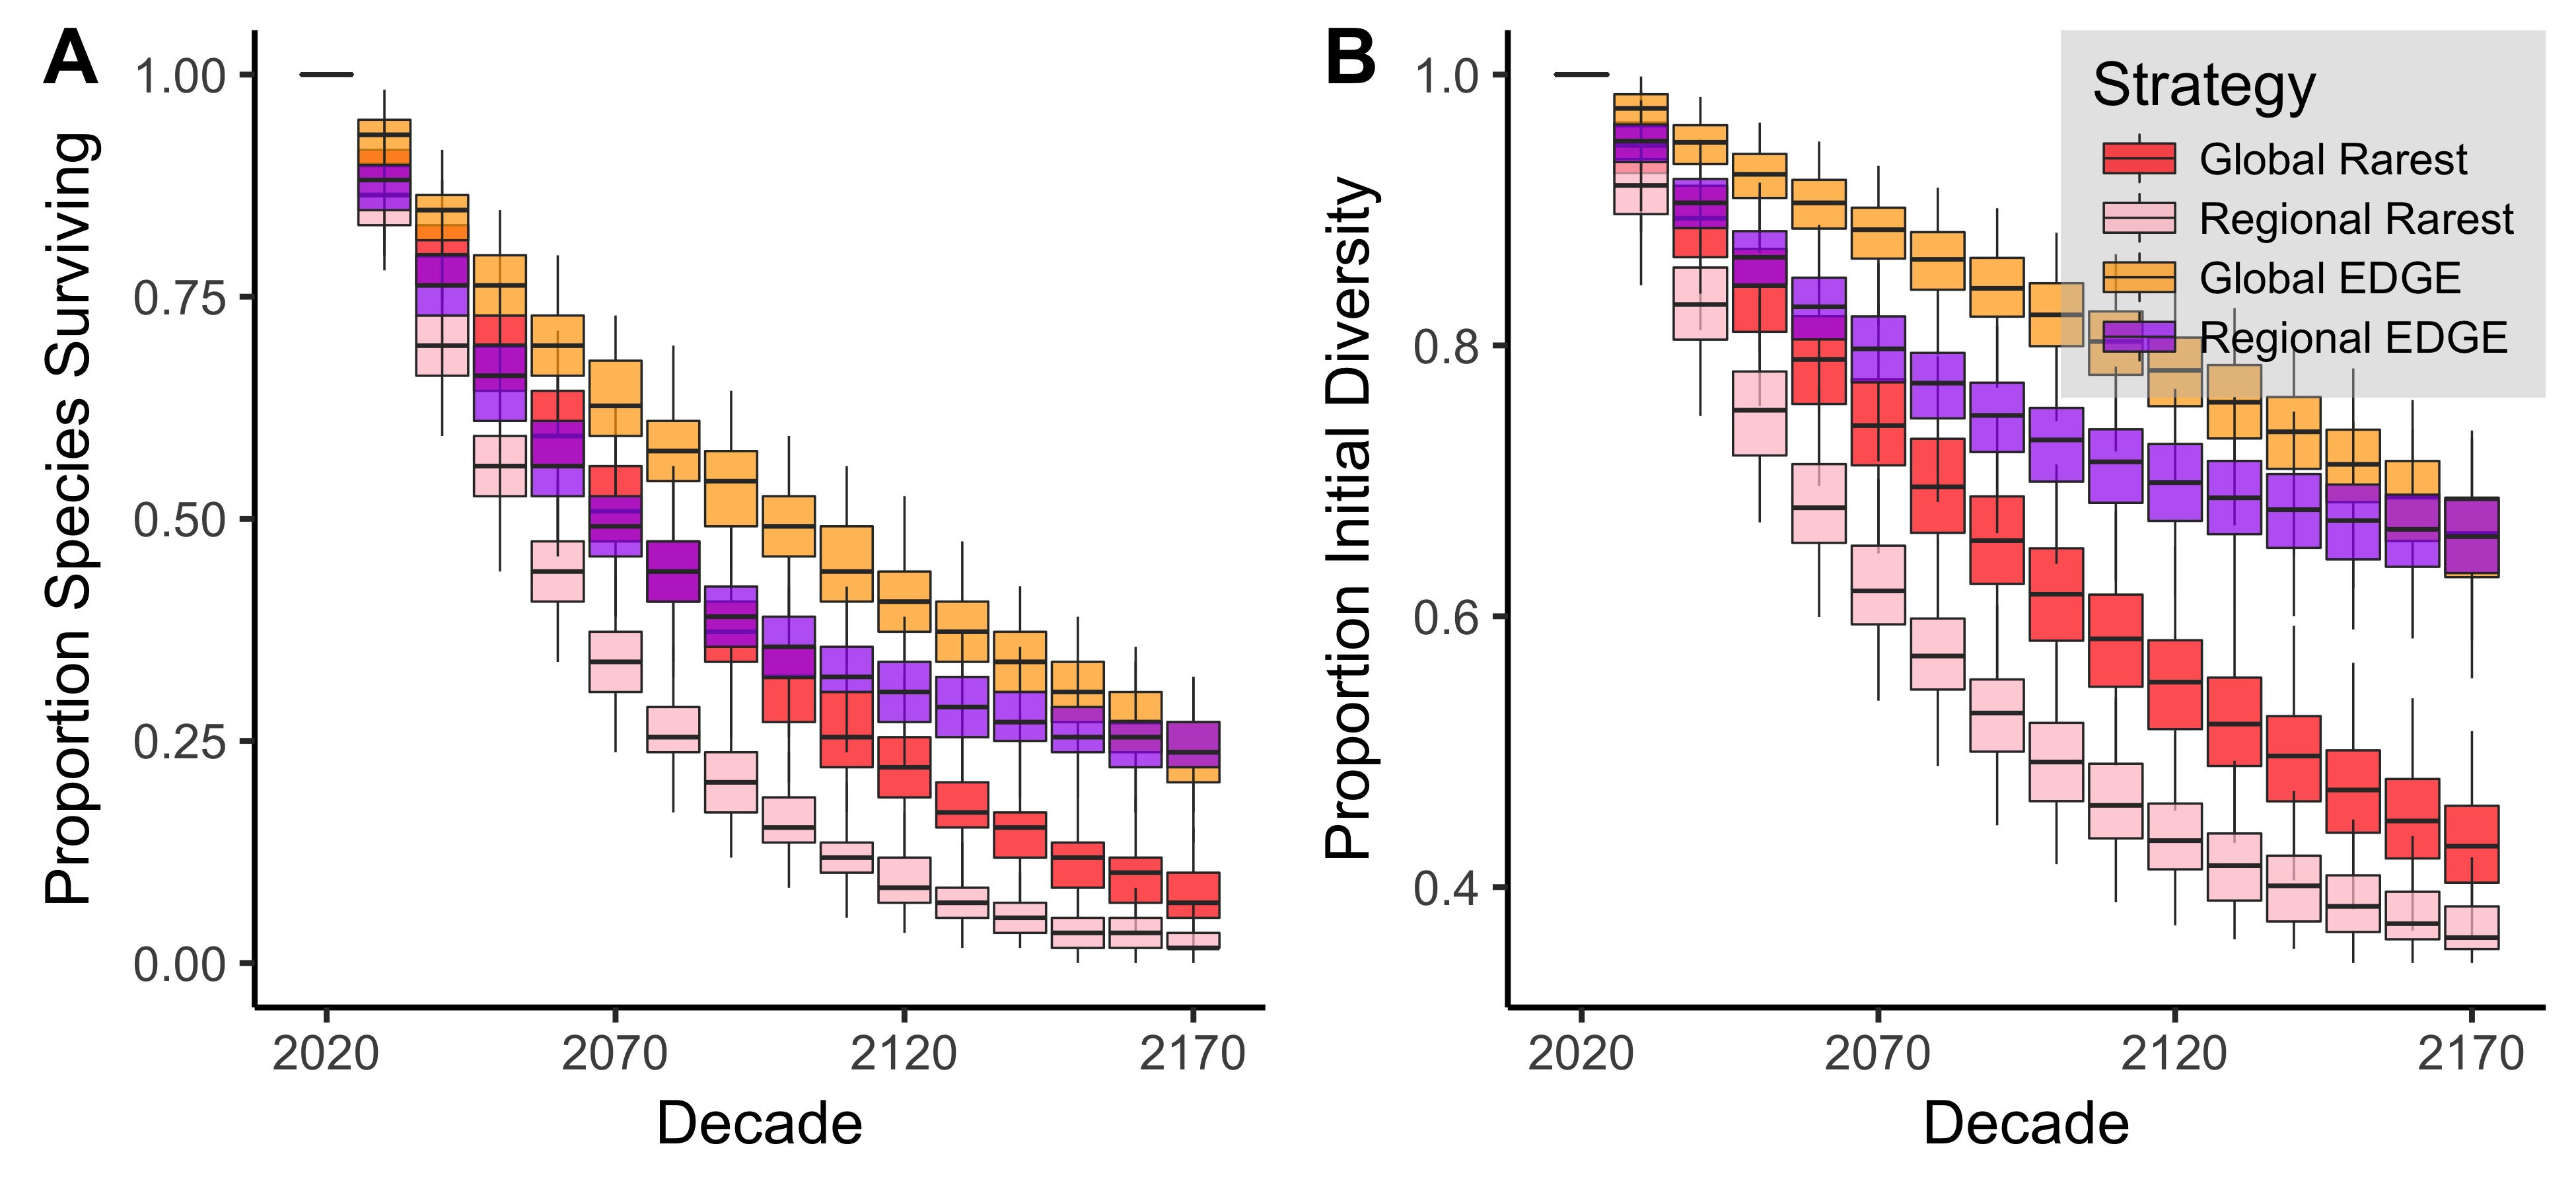 A
Proportion Species Surviving
1.00
0.75
0.50
0.25
0.00
2020 2070 2120 2170
Decade
B
Proportion Initial Diversity
1.0
0.8
0.6
0.4
2020 2070 2120 2170
Decade
Strategy
Global Rarest
Regional Rarest
Global EDGE
Regional EDGE